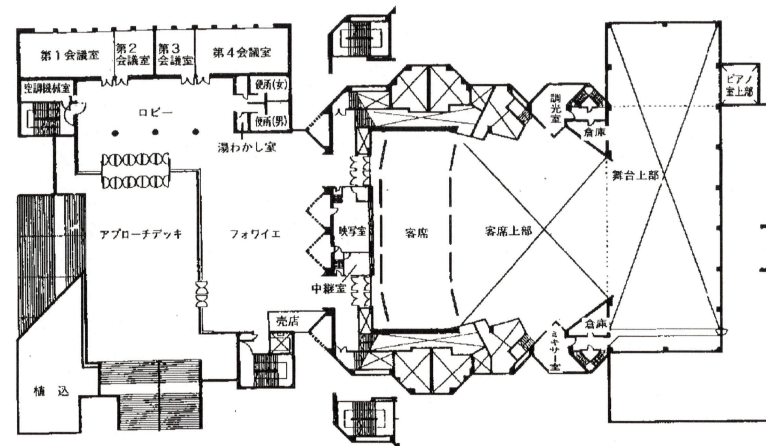 第1会議室
第2
会議室
第3
会議室
第4会議室
空調機械室
便所(女)
便所(男)
湯わかし室
ロビー
アプローチデッキ
フォワイエ
映写室
中継室
売店
植込
客席
客席上部
調光室
倉庫
舞台上部
ピアノ
室上部
倉庫
ミキサー室